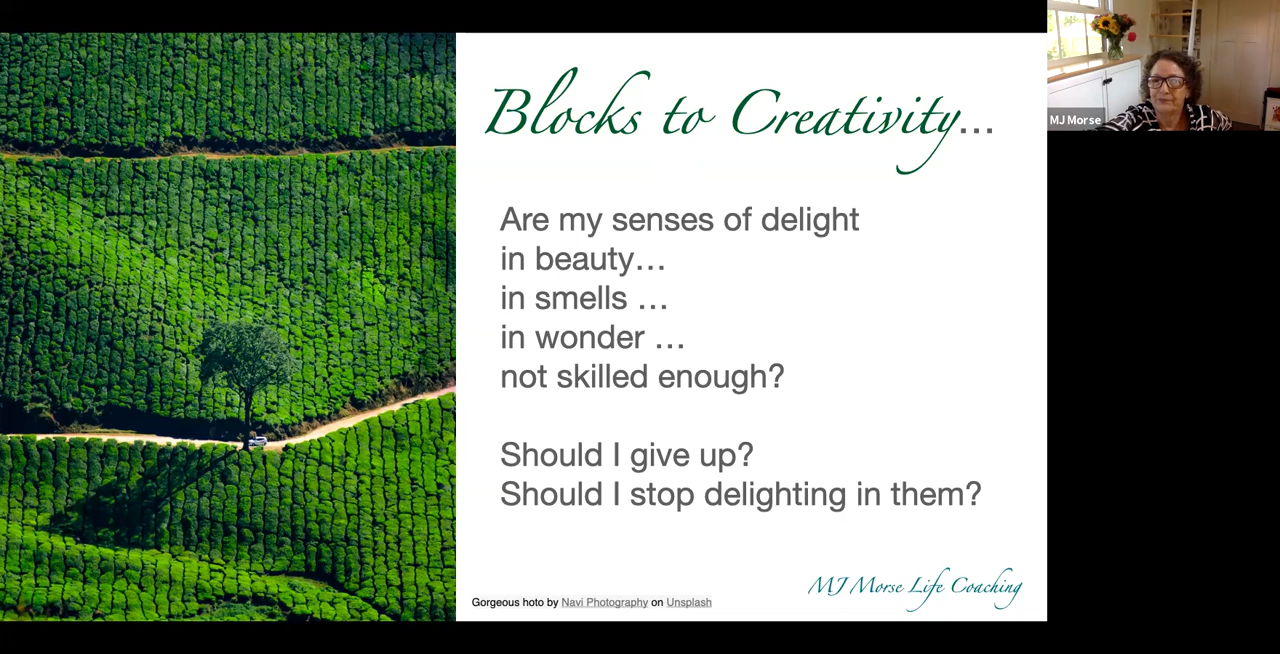 Blocks to Creativity...
Are my senses of delight
in beauty...
in smells ...
in wonder ...
not skilled enough?
Should I give up?
Should I stop delighting in them?
MJ Morse Life Coaching
Gorgeous hoto by Navi Photography on Unsplash
MJ Morse